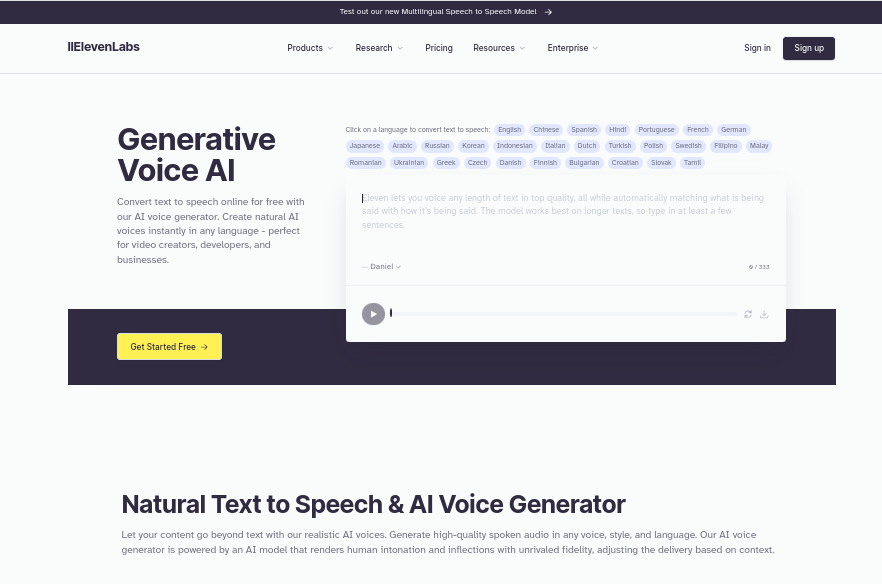 Test out our new Multilingual Speech to Speech Model →
IIElevenLabs
Products
Research
Pricing
Resources
Enterprise
Sign in
Sign up
Generative
Voice AI
Convert text to speech online for free with
our AI voice generator. Create natural AI
voices instantly in any language - perfect
for video creators, developers, and
businesses.
Click on a language to convert text to speech: English Chinese Spanish Hindi Portuguese French German
Japanese Arabic Russian Korean Indonesian Italian Dutch Turkish Polish Swedish Filipino Malay
Romanian Ukrainian Greek Czech Danish Finnish Bulgarian Croatian Slovak Tamil
Eleven lets you voice any length of text in top quality, all while automatically matching what is being
said with how it's being said. The model works best on longer texts, so type in at least a few
sentences.
— Daniel
0 / 333
Get Started Free →
Natural Text to Speech & AI Voice Generator
Let your content go beyond text with our realistic AI voices. Generate high-quality spoken audio in any voice, style, and language. Our AI voice
generator is powered by an AI model that renders human intonation and inflections with unrivaled fidelity, adjusting the delivery based on context.